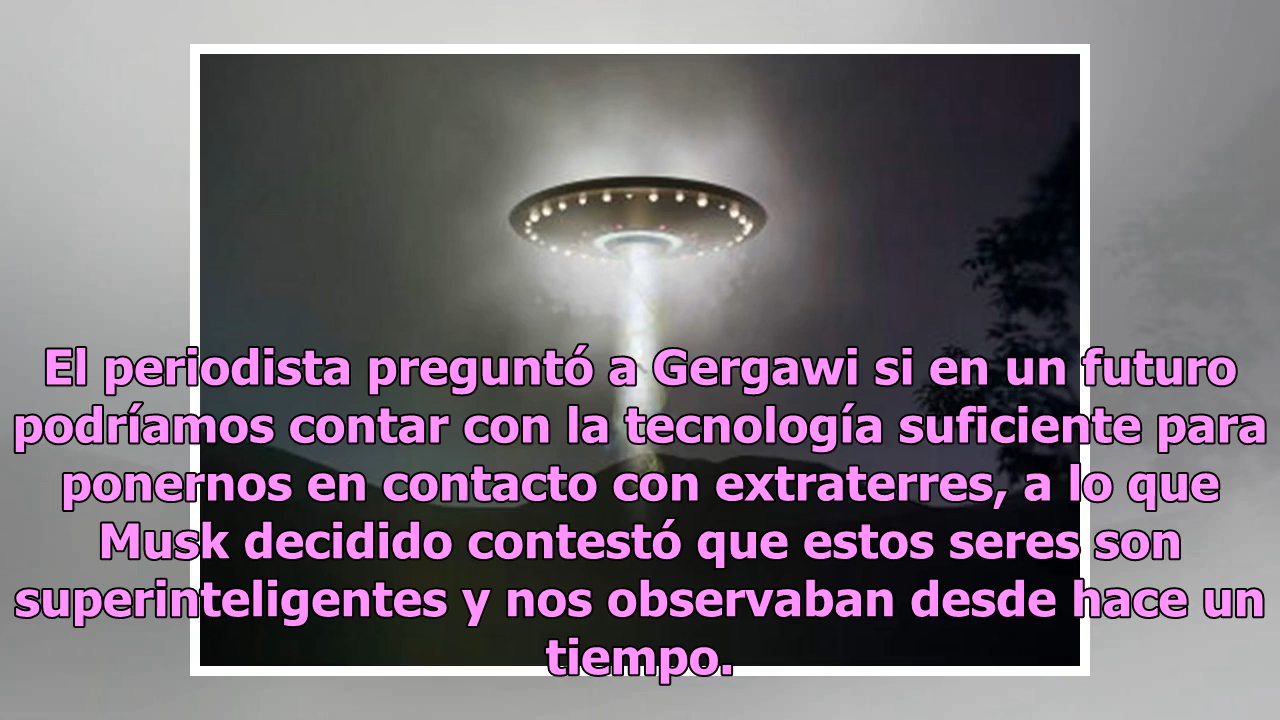 El periodista preguntó a Gergawi si en un futuro
podríamos contar con la tecnología suficiente para
ponernos en contacto con extraterres, a lo que
Musk decidido contestó que estos seres son
superinteligentes y nos observaban desde hace un
tiempo.